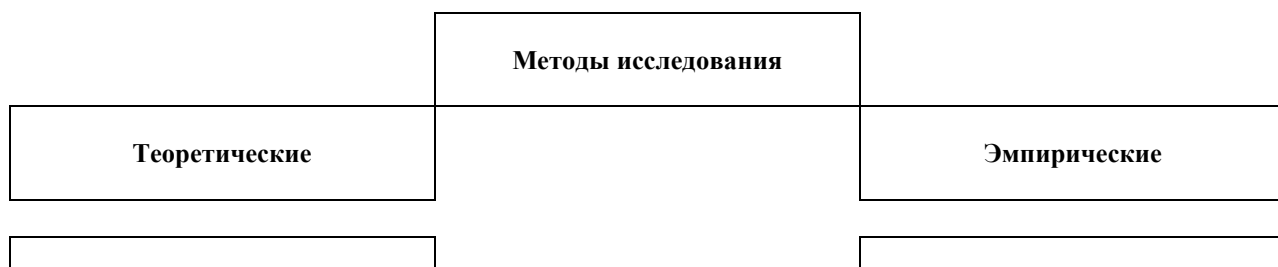 Методы исследования
Теоретические
Эмпирические